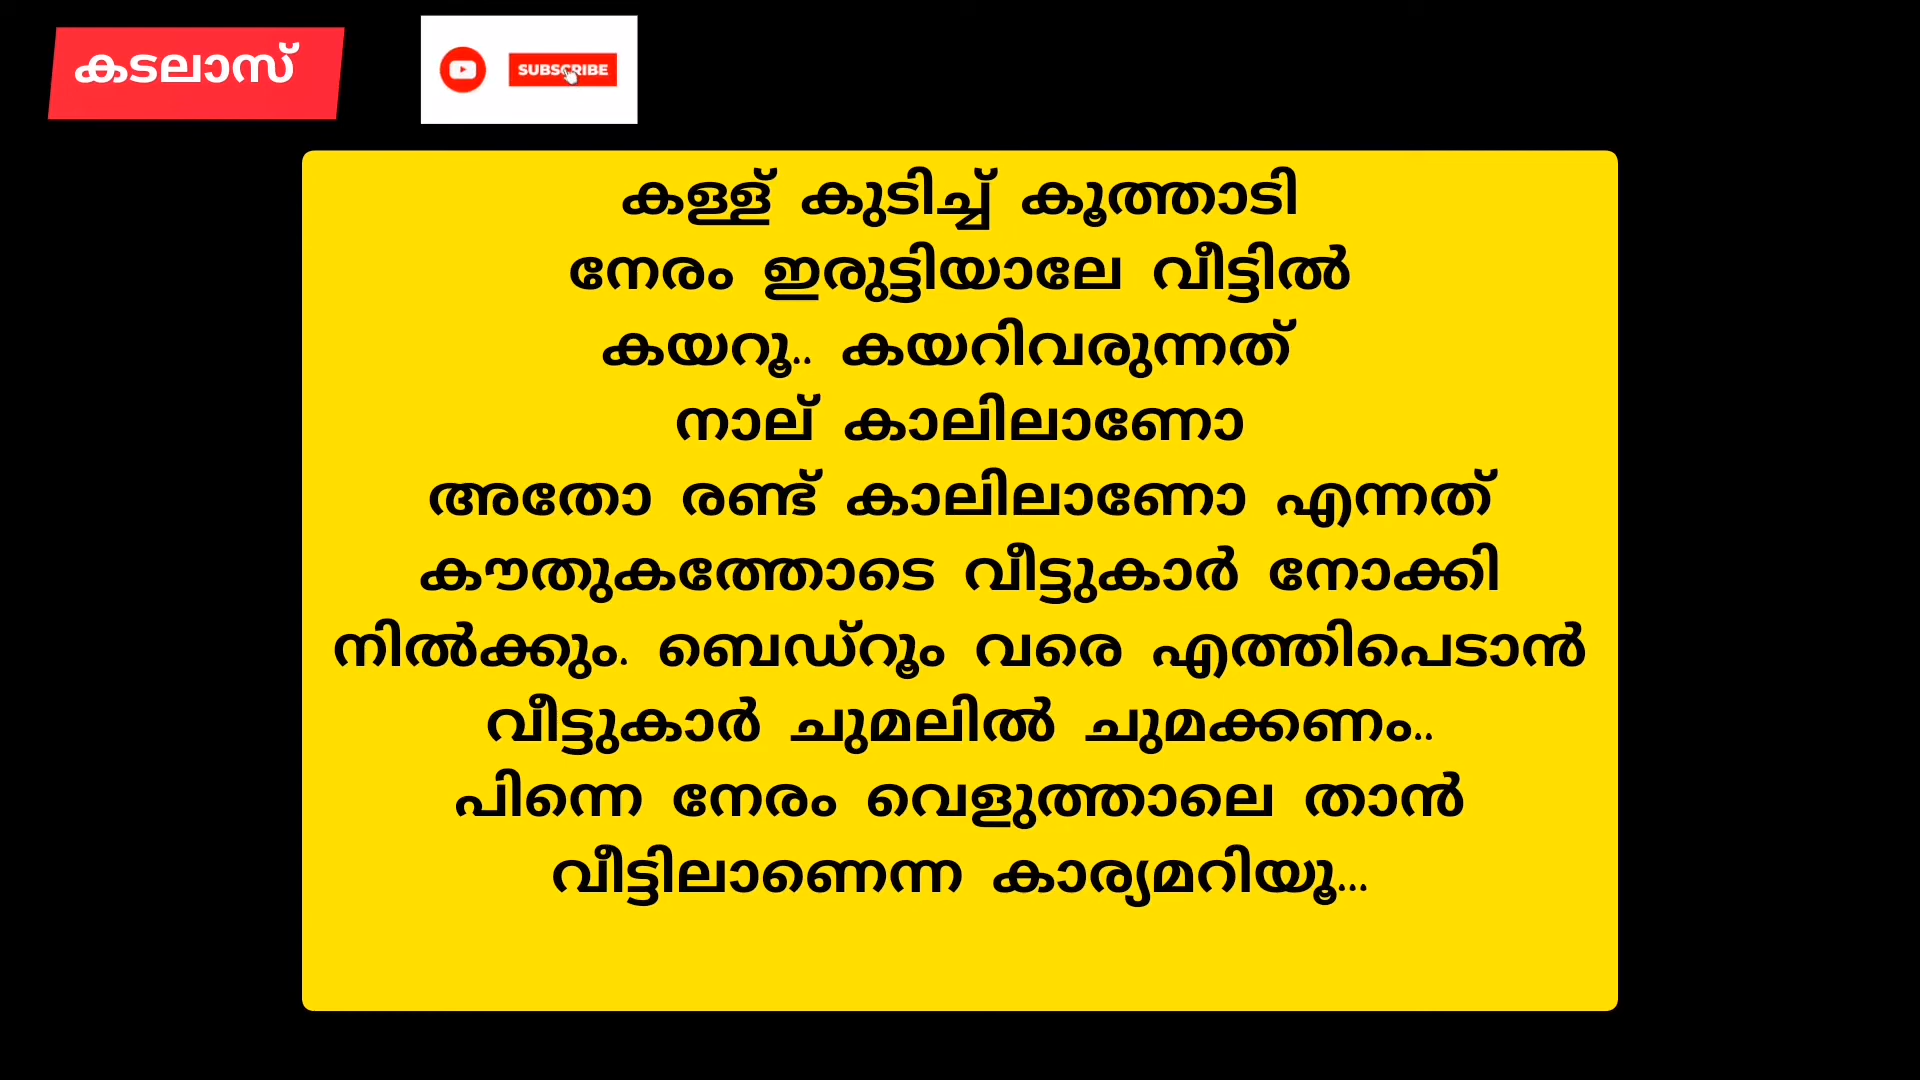 കടലാസ്
SUBSCRIBE
കള്ള് കുടിച്ച് കൂത്താടി
നേരം ഇരുട്ടിയാലേ വീട്ടിൽ
കയറൂ.. കയറിവരുന്നത്
നാല് കാലിലാണോ
അതോ രണ്ട് കാലിലാണോ എന്നത്
കൗതുകത്തോടെ വീട്ടുകാർ നോക്കി
നിൽക്കും. ബെഡ്റൂം വരെ എത്തിപെടാൻ
വീട്ടുകാർ ചുമലിൽ ചുമക്കണം..
പിന്നെ നേരം വെളുത്താലെ താൻ
വീട്ടിലാണെന്ന കാര്യമറിയൂ...